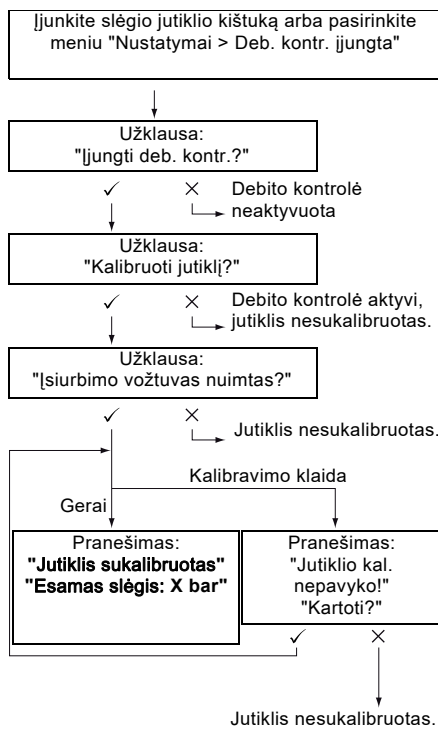 Įjunkite slėgio jutiklio kištuką arba pasirinkite
meniu "Nustatymai > Deb. kontr. įjungta"
Užklausa:
"Įjungti deb. kontr.?"
Debito kontrolė
neaktyvuota
Užklausa:
"Kalibruoti jutiklį?"
Debito kontrolė aktyvi,
jutiklis nesukalibruotas.
Užklausa:
"Įsiurbimo vožtuvas nuimtas?"
Jutiklis nesukalibruotas.
Kalibravimo klaida
Gerai
Pranešimas:
"Jutiklis sukalibruotas"
"Esamas slėgis: X bar"
Pranešimas:
"Jutiklio kal.
nepavyko!"
"Kartoti?"
Jutiklis nesukalibruotas.